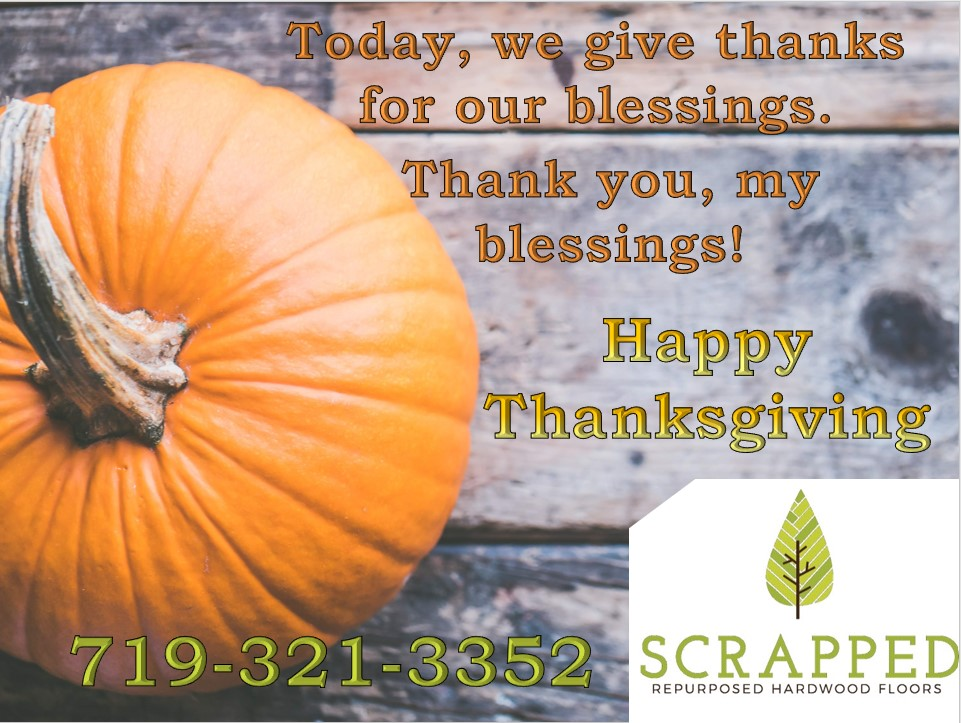 Today, we give thanks
for our blessings.
Thank you, my
blessings!
Happy
Thanksgiving
719-321-3352
SCRAPPED
REPURPOSED HARDWOOD FLOORS